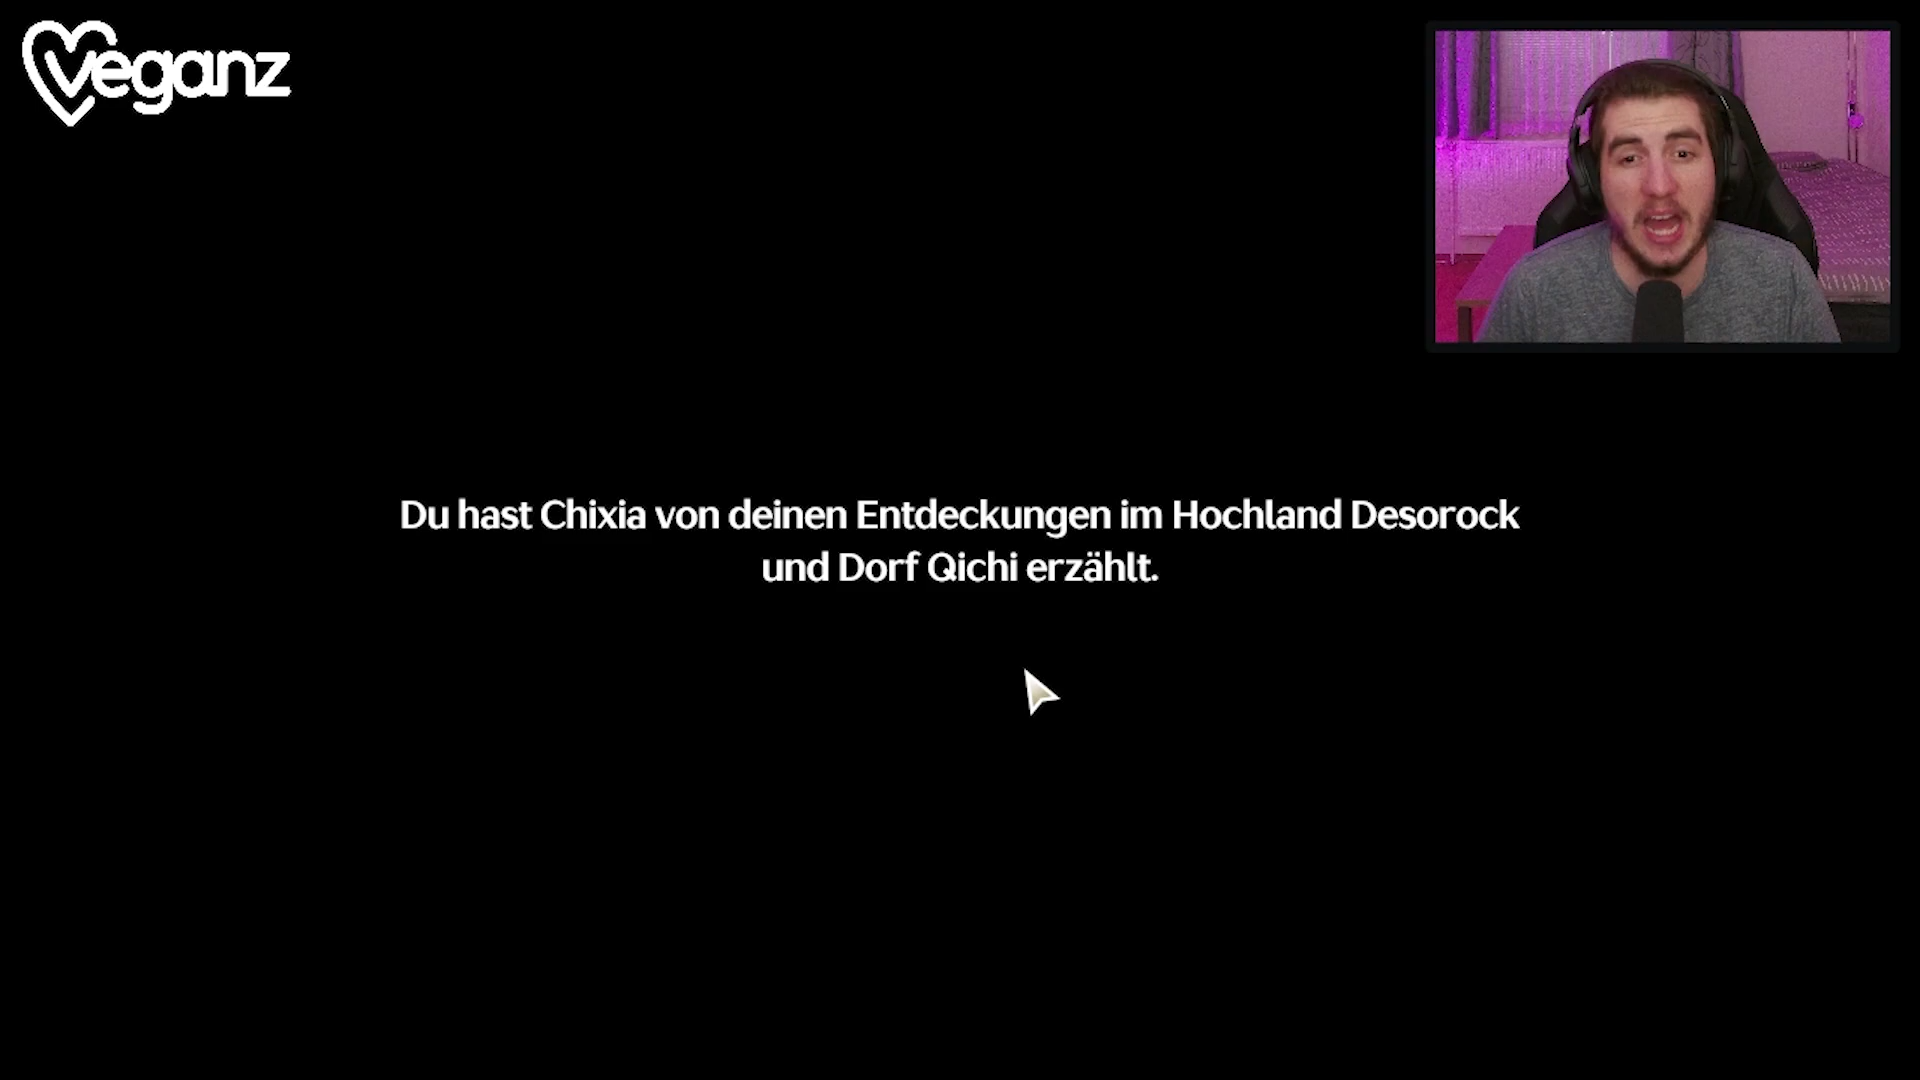 Veganz
Du hast Chixia von deinen Entdeckungen im Hochland Desorock
und Dorf Qichi erzählt.